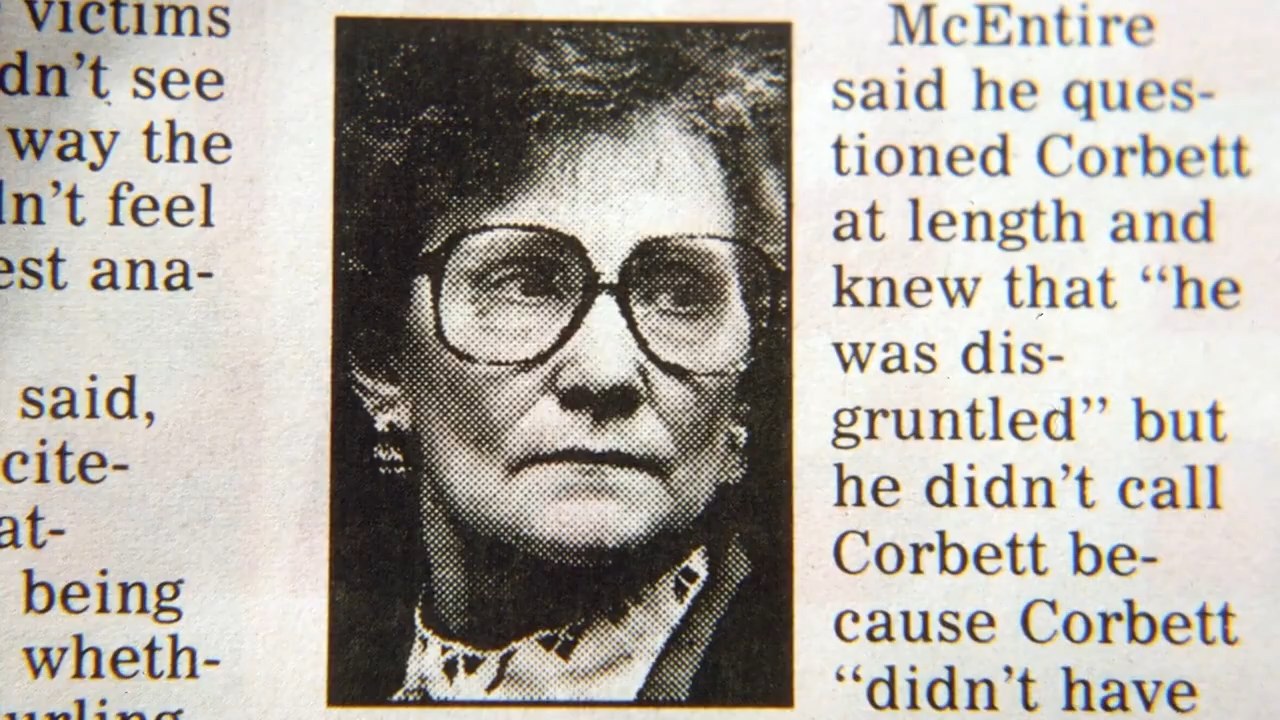 victims
dn't see
way the
ln't feel
est ana-
said,
cite-
at-
being
wheth-
urling
McEntire
said he ques-
tioned Corbett
at length and
knew that “he
was dis-
gruntled” but
he didn't call
Corbett be-
cause Corbett
“didn't have